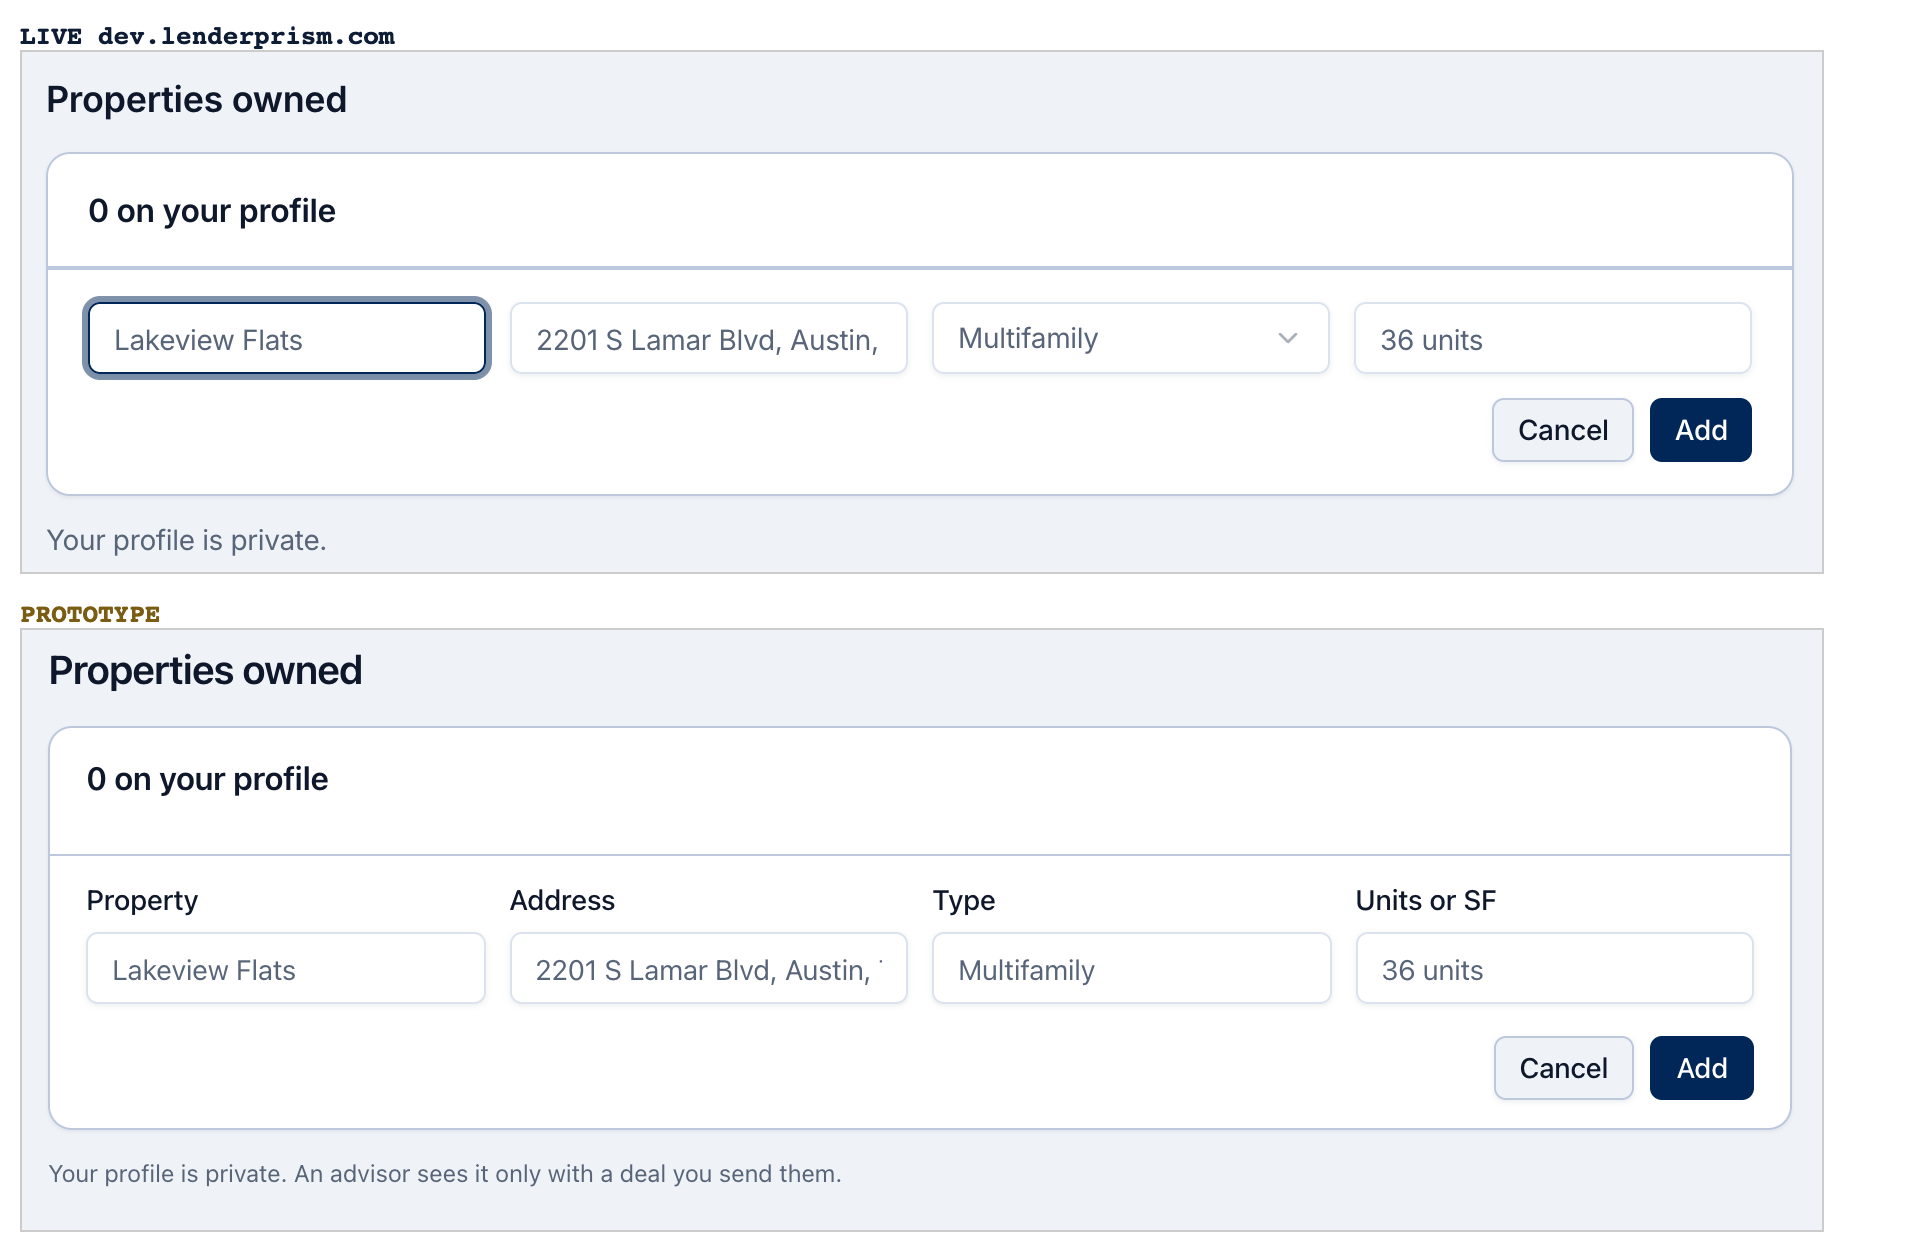 LIVE dev.lenderprism.com
Properties owned
0 on your profile
Lakeview Flats
2201 S Lamar Blvd, Austin,
Multifamily
36 units
Cancel
Add
Your profile is private.
PROTOTYPE
Properties owned
0 on your profile
Property
Address
Type
Units or SF
Lakeview Flats
2201 S Lamar Blvd, Austin,
Multifamily
36 units
Cancel
Add
Your profile is private. An advisor sees it only with a deal you send them.